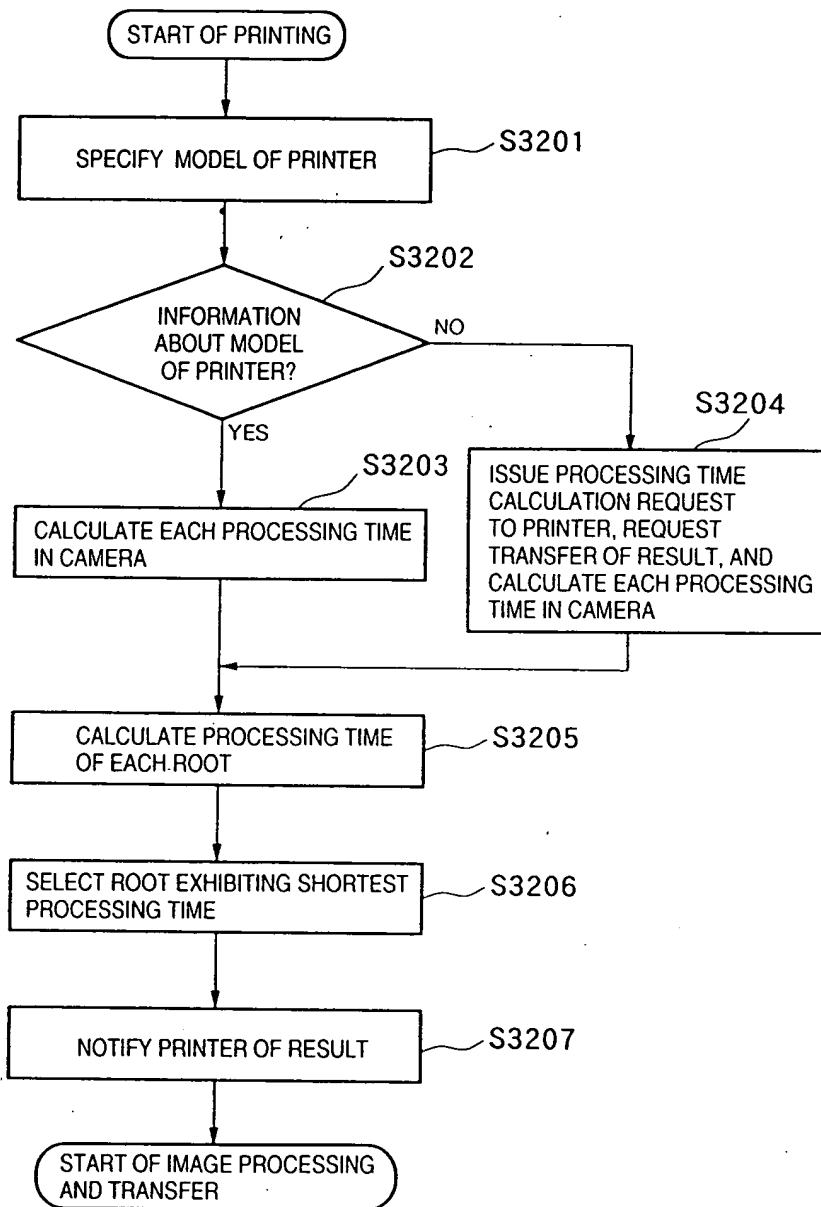 START OF PRINTING
SPECIFY MODEL OF PRINTER
S3201
S3202
INFORMATION
ABOUT MODEL
OF PRINTER?
NO
YES
S3203
CALCULATE EACH PROCESSING TIME
IN CAMERA
S3204
ISSUE PROCESSING TIME
CALCULATION REQUEST
TO PRINTER, REQUEST
TRANSFER OF RESULT, AND
CALCULATE EACH PROCESSING
TIME IN CAMERA
CALCULATE PROCESSING TIME
OF EACH ROOT
S3205
SELECT ROOT EXHIBITING SHORTEST
PROCESSING TIME
S3206
NOTIFY PRINTER OF RESULT
S3207
START OF IMAGE PROCESSING
AND TRANSFER